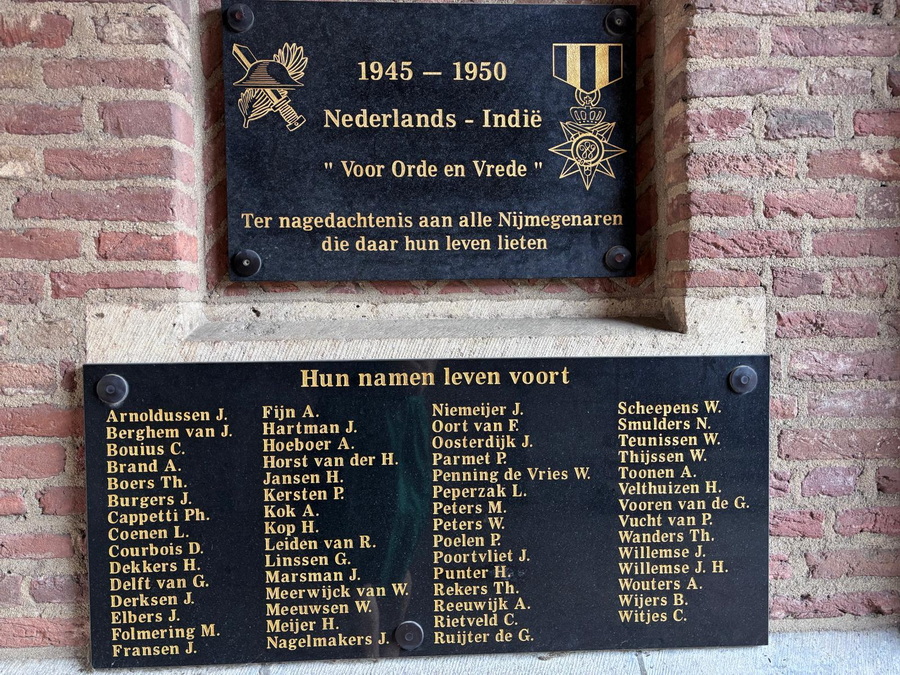 1945 – 1950
Nederlands - Indië
" Voor Orde en Vrede "
Ter nagedachtenis aan alle Nijmegenaren
die daar hun leven lieten
Hun namen leven voort
Arnoldussen J.
Berghem van J.
Bouius C.
Brand A.
Boers Th.
Burgers J.
Cappetti Ph.
Coenen L.
Courbois D.
Dekkers H.
Delft van G.
Derksen J.
Elbers J.
Folmering M.
Fransen J.
Fijn A.
Hartman J.
Hoeboer A.
Horst van der H.
Jansen H.
Kersten P.
Kok A.
Kop H.
Leiden van R.
Linssen G.
Marsman J.
Meerwijck van W.
Meeuwsen W.
Meijer H.
Nagelmakers J.
Niemeijer J.
Oort van F.
Oosterdijk J.
Parmet P.
Penning de Vries W.
Peperzak L.
Peters M.
Peters W.
Poelen P.
Poortvliet J.
Punter H.
Rekers Th.
Reeuwijk A.
Rietveld C.
Ruijter de G.
Scheepens W.
Smulders N.
Teunissen W.
Thijssen W.
Toonen A.
Velthuizen H.
Vooren van de G.
Vucht van P.
Wanders Th.
Willemse J.
Willemse J. H.
Wouters A.
Wijers B.
Witjes C.